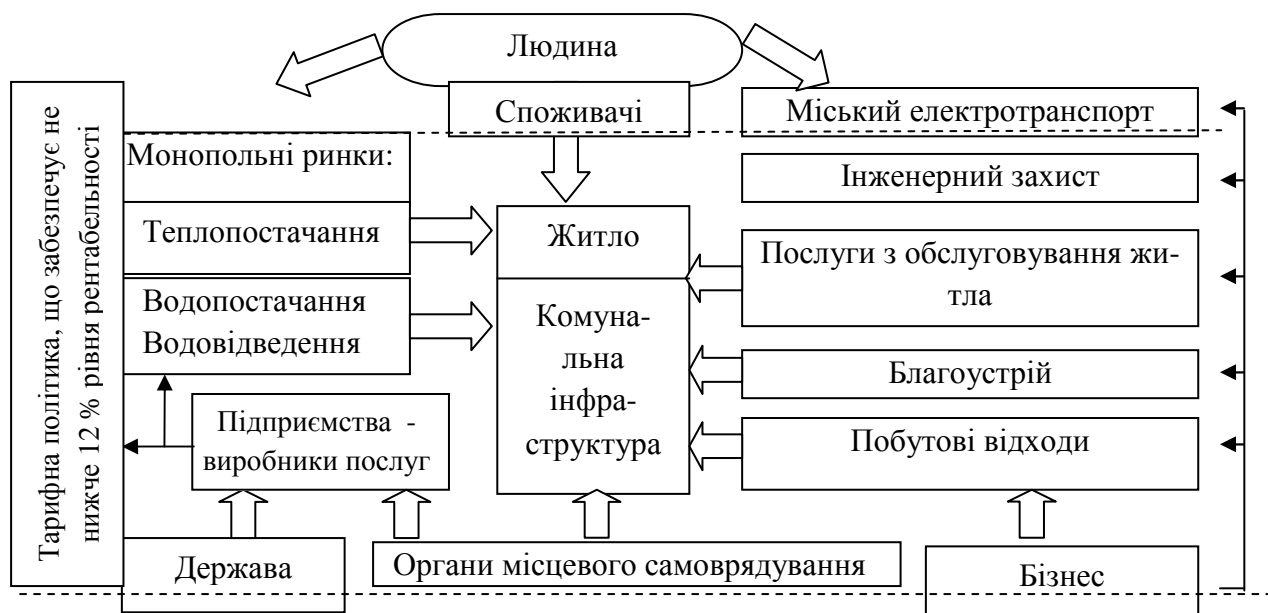 Людина
Споживачі
Міський електротранспорт
Тарифна політика, що забезпечує не
нижче 12 % рівня рентабельності
Монопольні ринки:
Інженерний захист
Теплопостачання
Житло
Послуги з обслуговування жи-
тла
Водопостачання
Водовідведення
Комуна-
льна
інфра-
структура
Благоустрій
Підприємства -
виробники послуг
Побутові відходи
Держава
Органи місцевого самоврядування
Бізнес